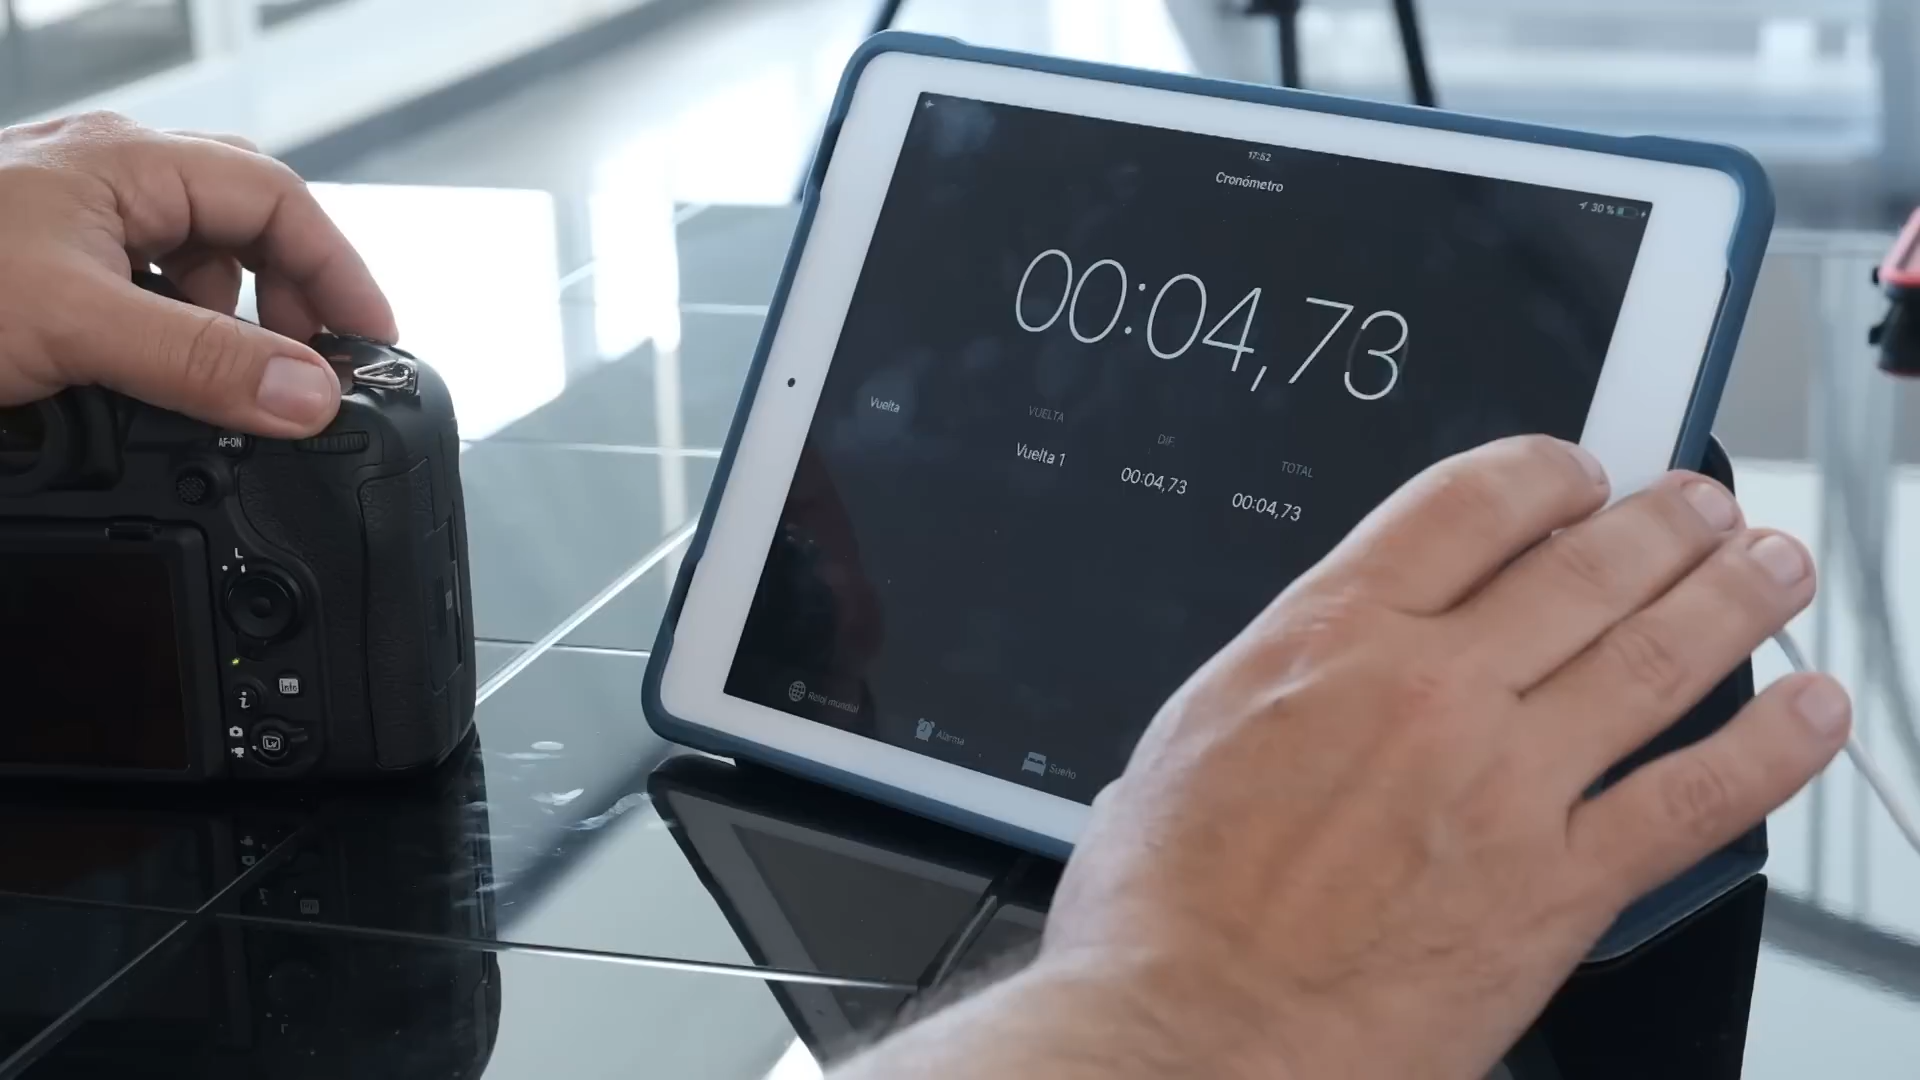 17:52
Cronómetro
30 %
00:04,73
Vuelta
VUELTA
DIF.
TOTAL
Vuelta 1
00:04,73
00:04,73
Reloj mundial
Alarma
Sueño
AF-ON
L
i
info
Lv